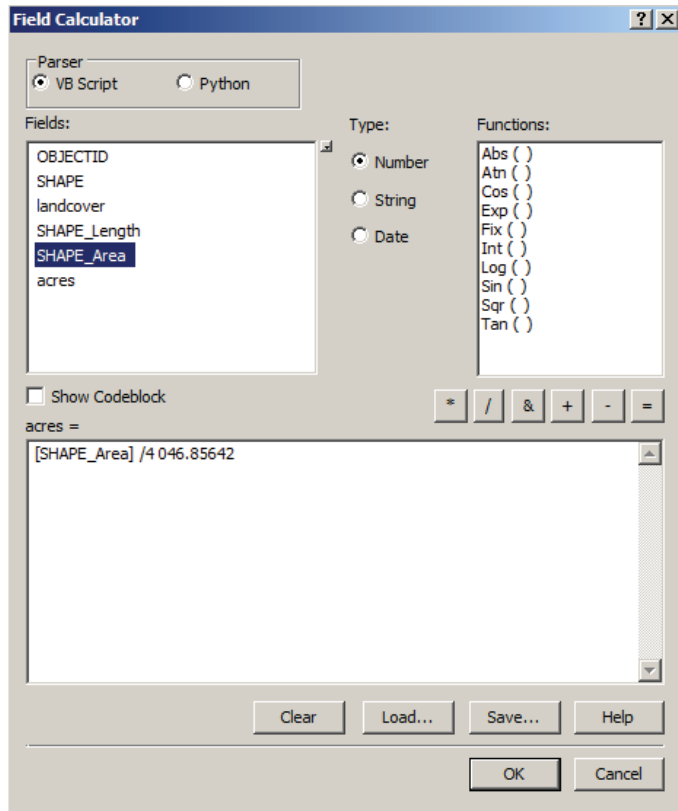 Field Calculator
Parser
VB Script Python
Fields: Type: Functions:
OBJECTID
SHAPE
landcover
SHAPE_Length
SHAPE_Area
acres
Number
String
Date
Abs ( )
Atn ( )
Cos ( )
Exp ( )
Fix ( )
Int ( )
Log ( )
Sin ( )
Sqr ( )
Tan ( )
Show Codeblock
* / & + - =
acres =
[SHAPE_Area] /4 046.85642
Clear Load... Save... Help
OK Cancel